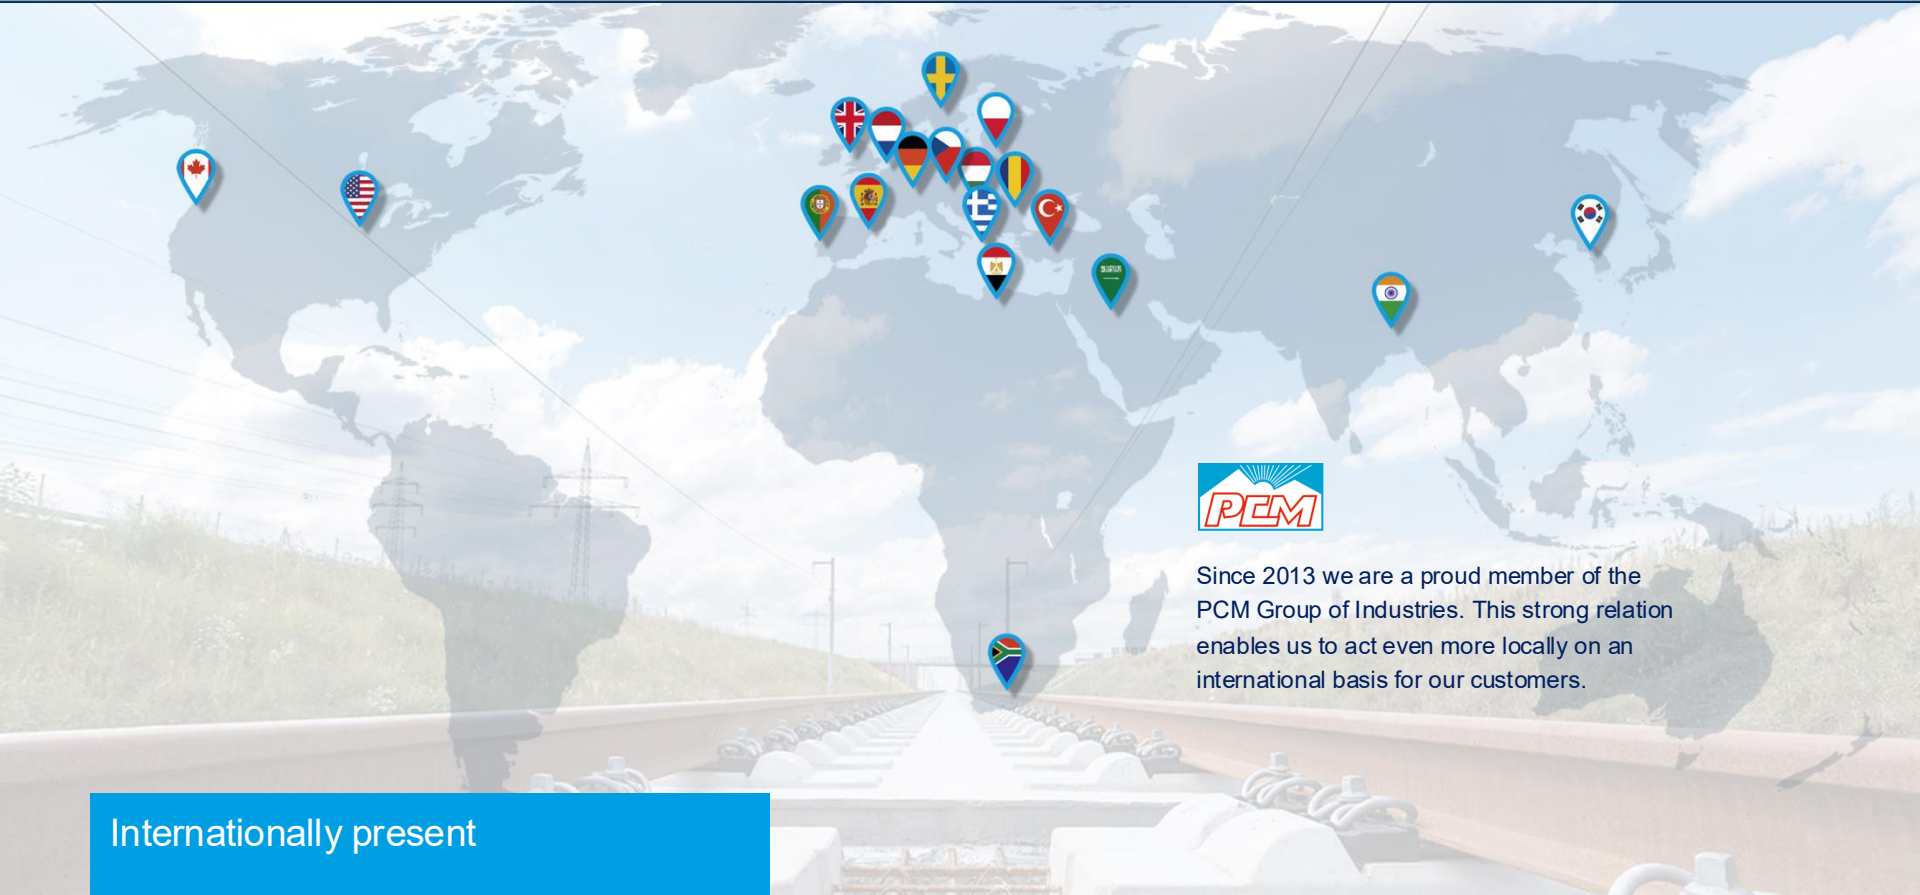 PCM
Since 2013 we are a proud member of the
PCM Group of Industries. This strong relation
enables us to act even more locally on an
international basis for our customers.
Internationally present